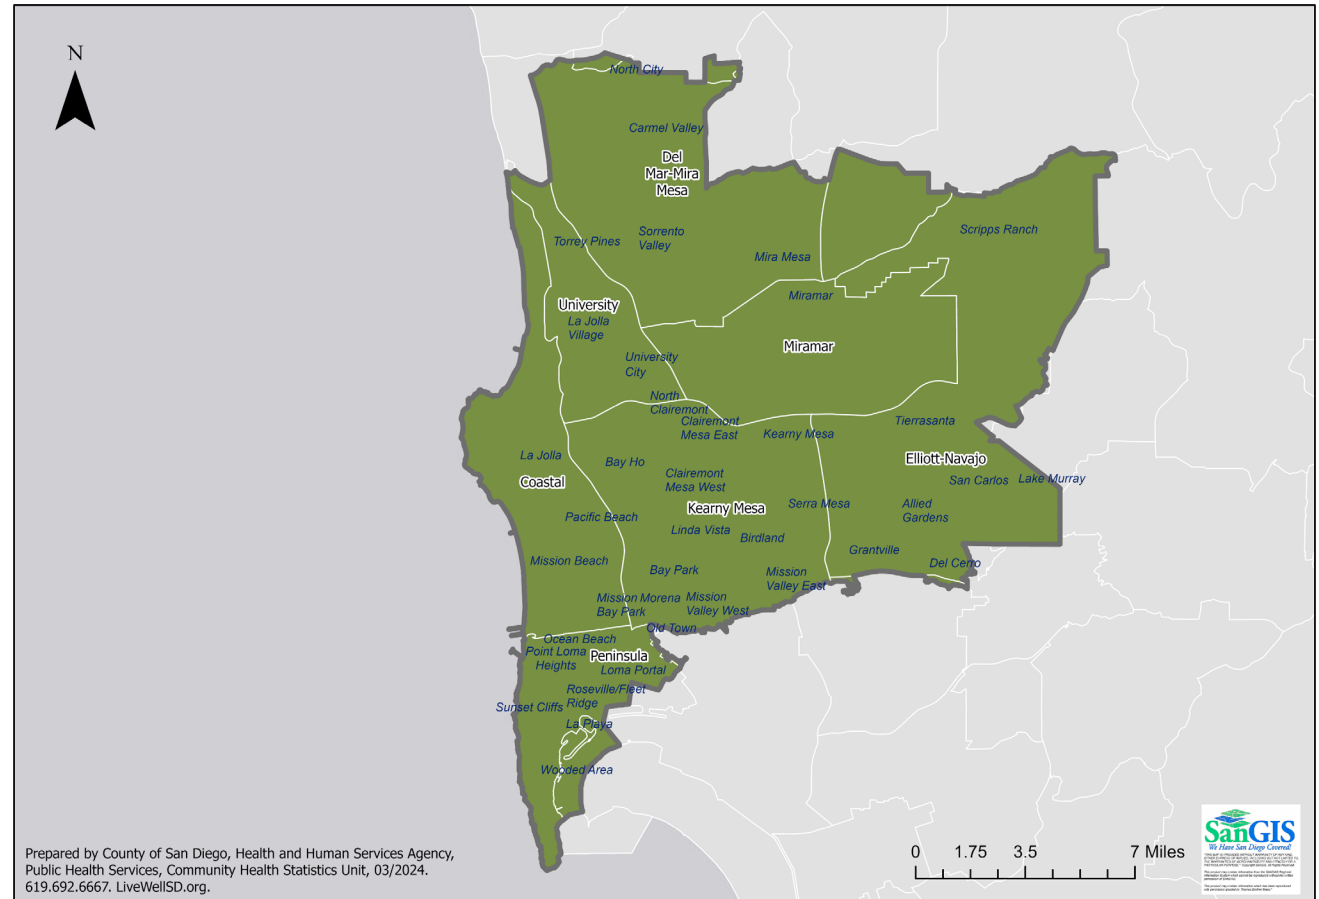 N
North City
Carmel Valley
Del
Mar-Mira
Mesa
Torrey Pines
Sorrento
Valley
Mira Mesa
Scripps Ranch
University
La Jolla
Village
Miramar
Miramar
University
City
North
Clairemont
Clairemont
Mesa East
Kearny Mesa
Tierrasanta
La Jolla
Coastal
Bay Ho
Clairemont
Mesa West
Elliott-Navajo
San Carlos
Lake Murray
Kearny Mesa
Serra Mesa
Allied
Gardens
Pacific Beach
Linda Vista
Birdland
Grantville
Mission Beach
Bay Park
Mission
Valley East
Del Cerro
Mission
Bay Park
Morena
Mission
Valley West
Old Town
Ocean Beach
Point Loma
Heights
Peninsula
Loma Portal
Roseville/Fleet
Ridge
Sunset Cliffs
La Playa
Wooded Area
Prepared by County of San Diego, Health and Human Services Agency,
Public Health Services, Community Health Statistics Unit, 03/2024.
619.692.6667. LiveWellSD.org.
0 1.75 3.5 7 Miles
SanGIS
We Have San Diego Covered!